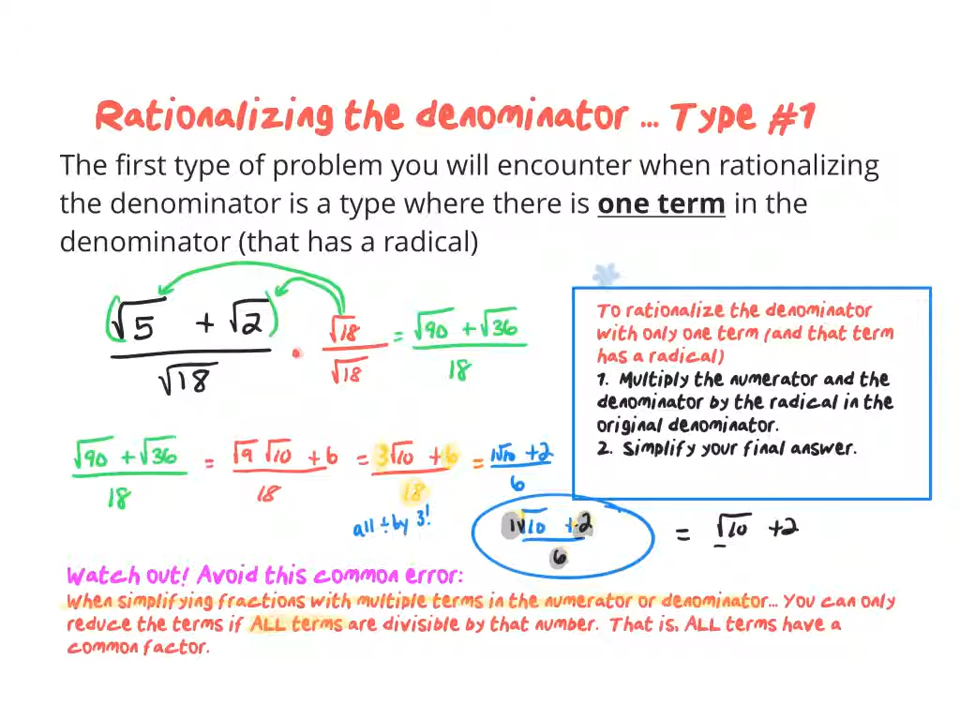 Rationalizing the denominator ... Type #1
The first type of problem you will encounter when rationalizing
the denominator is a type where there is one term in the
denominator (that has a radical)
(√5 + √2) / √18 · √18 / √18 = (√90 + √36) / 18
To rationalize the denominator
with only one term (and that term
has a radical)
1. Multiply the numerator and the
denominator by the radical in the
original denominator.
2. Simplify your final answer.
(√90 + √36) / 18 = (√9 √10 + 6) / 18 = (3√10 + 6) / 18 = (1√10 + 2) / 6
all ÷ by 3!
(1√10 + 2) / 6 = √10 + 2
Watch out! Avoid this common error:
When simplifying fractions with multiple terms in the numerator or denominator... You can only
reduce the terms if ALL terms are divisible by that number. That is, ALL terms have a
common factor.